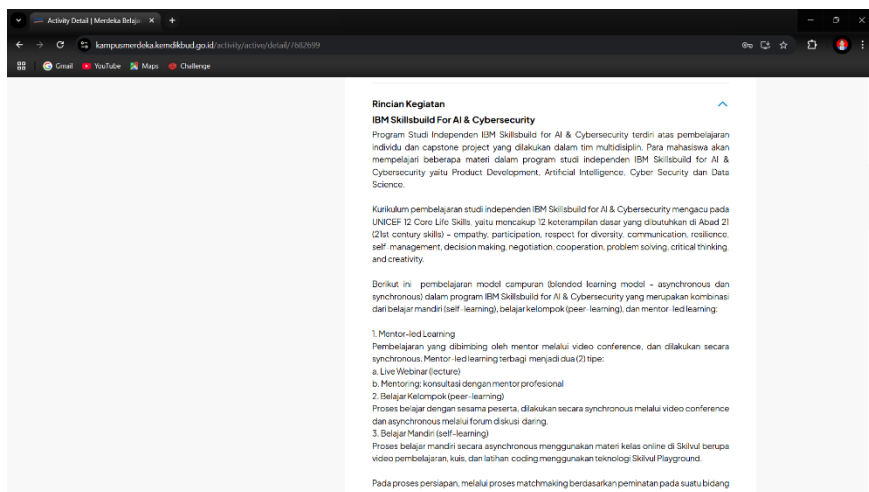 Activity Detail | Merdeka Belaja
kampusmerdeka.kemdikbud.go.id/activity/active/detail//682699
Gmail YouTube Maps Challenge
Rincian Kegiatan
IBM Skillsbuild For AI & Cybersecurity
Program Studi Independen IBM Skillsbuild for AI & Cybersecurity terdiri atas pembelajaran
individu dan capstone project yang dilakukan dalam tim multidisiplin. Para mahasiswa akan
mempelajari beberapa materi dalam program studi independen IBM Skillsbuild for AI &
Cybersecurity yaitu Product Development, Artificial Intelligence, Cyber Security dan Data
Science.
Kurikulum pembelajaran studi independen IBM Skillsbuild for AI & Cybersecurity mengacu pada
UNICEF 12 Core Life Skills, yaitu mencakup 12 keterampilan dasar yang dibutuhkan di Abad 21
(21st century skills) – empathy, participation, respect for diversity, communication, resilience,
self-management, decision making, negotiation, cooperation, problem solving, critical thinking,
and creativity.
Berikut ini pembelajaran model campuran (blended learning model – asynchronous dan
synchronous) dalam program IBM Skillsbuild for AI & Cybersecurity yang merupakan kombinasi
dari belajar mandiri (self-learning), belajar kelompok (peer-learning), dan mentor-led learning:
1. Mentor-led Learning
Pembelajaran yang dibimbing oleh mentor melalui video conference, dan dilakukan secara
synchronous. Mentor-led learning terbagi menjadi dua (2) tipe:
a. Live Webinar (lecture)
b. Mentoring: konsultasi dengan mentor profesional
2. Belajar Kelompok (peer-learning)
Proses belajar dengan sesama peserta, dilakukan secara synchronous melalui video conference
dan asynchronous melalui forum diskusi daring.
3. Belajar Mandiri (self-learning)
Proses belajar mandiri secara asynchronous menggunakan materi kelas online di Skilvul berupa
video pembelajaran, kuis, dan latihan coding menggunakan teknologi Skilvul Playground.
Pada proses persiapan, melalui proses matchmaking berdasarkan peminatan pada suatu bidang